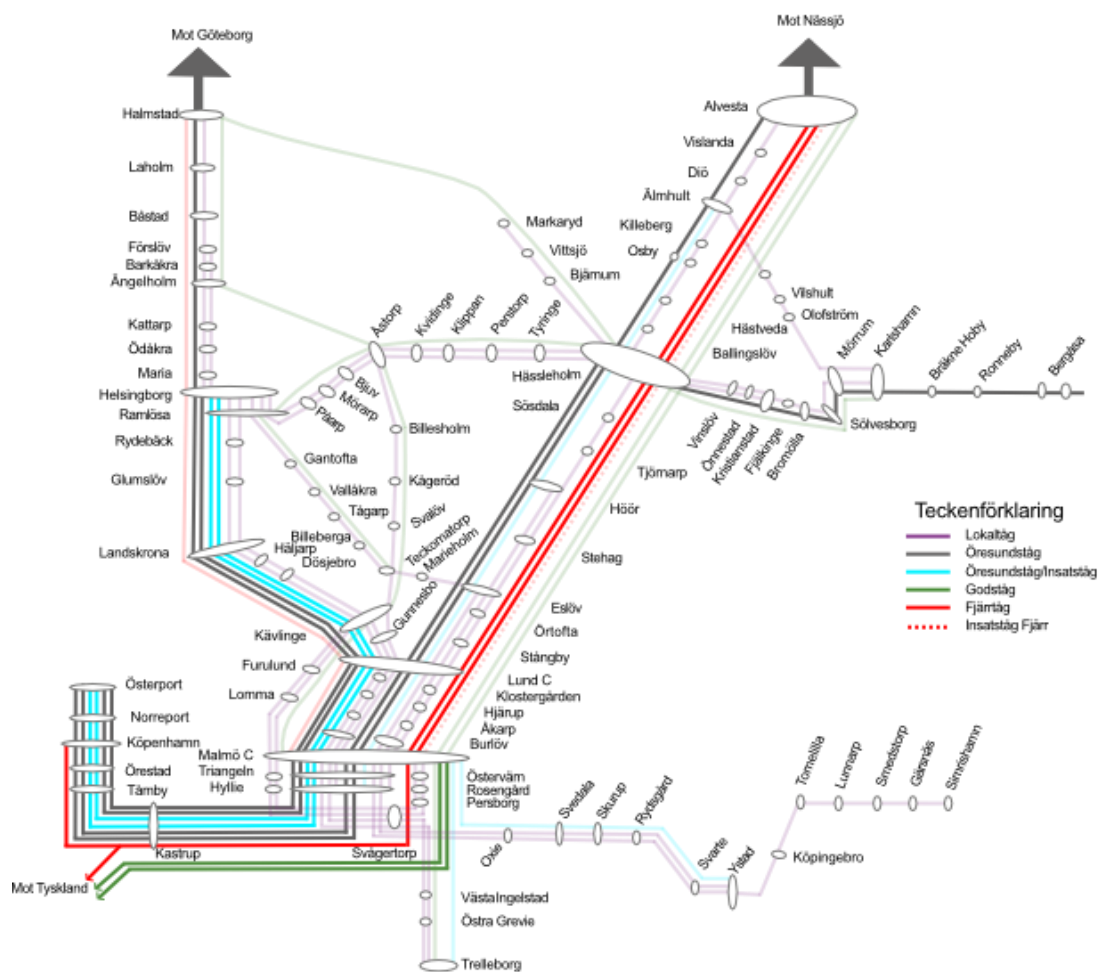 Mot Göteborg
Mot Nässjö
Halmstad
Alvesta
Vislanda
Laholm
Diö
Älmhult
Båstad
Markaryd
Killeberg
Förslöv
Vittsjö
Osby
Barkåkra
Bjärnum
Ängelholm
Vilshult
Olofström
Kattarp
Åstorp
Kvidinge
Klippan
Perstorp
Tyringe
Hästveda
Mörrum
Karlshamn
Ödåkra
Ballingslöv
Bräkne Hoby
Ronneby
Bergåsa
Maria
Hässleholm
Helsingborg
Bjuv
Mörarp
Påarp
Sösdala
Ramlösa
Sölvesborg
Billesholm
Vinslöv
Önnestad
Kristianstad
Fjälkinge
Bromölla
Rydebäck
Gantofta
Tjörnarp
Glumslöv
Kågeröd
Vallåkra
Höör
Tågarp
Svalöv
Teckenförklaring
Lokaltåg
Billeberga
Öresundståg
Landskrona
Häljarp
Teckomatorp
Marieholm
Stehag
Öresundståg/Insatståg
Dösjebro
Godståg
Gunnesbo
Eslöv
Fjärrtåg
Insatståg Fjärr
Kävlinge
Örtofta
Stångby
Furulund
Lund C
Lomma
Klostergården
Österport
Hjärup
Norreport
Åkarp
Köpenhamn
Burlöv
Malmö C
Örestad
Triangeln
Östervärn
Tårnby
Hyllie
Rosengård
Persborg
Svedala
Skurup
Rydsgård
Tomelilla
Lunnarp
Smedstorp
Gärsnäs
Simrishamn
Kastrup
Svågertorp
Oxie
Svarte
Ystad
Köpingebro
Mot Tyskland
Västa Ingelstad
Östra Grevie
Trelleborg